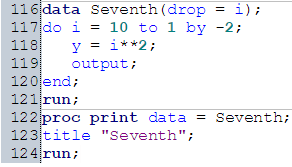 116 data Seventh(drop = i);
117 do i = 10 to 1 by -2;
118     y = i**2;
119     output;
120 end;
121 run;
122 proc print data = Seventh;
123 title "Seventh";
124 run;